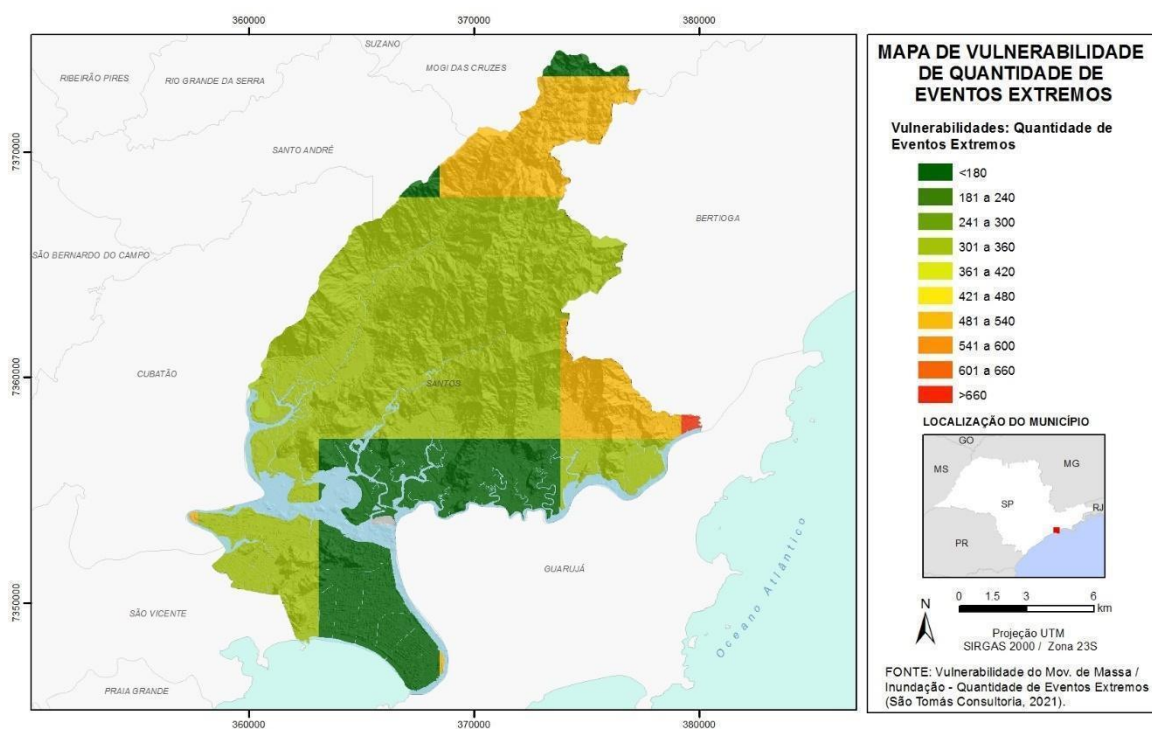 360000
370000
380000
SUZANO
MOGI DAS CRUZES
RIBEIRÃO PIRES
RIO GRANDE DA SERRA
7370000
SANTO ANDRÉ
BERTIOGA
SÃO BERNARDO DO CAMPO
CUBATÃO
SANTOS
7360000
Oceano Atlântico
GUARUJÁ
SÃO VICENTE
7350000
PRAIA GRANDE
360000
370000
380000
MAPA DE VULNERABILIDADE
DE QUANTIDADE DE
EVENTOS EXTREMOS
Vulnerabilidades: Quantidade de
Eventos Extremos
<180
181 a 240
241 a 300
301 a 360
361 a 420
421 a 480
481 a 540
541 a 600
601 a 660
>660
LOCALIZAÇÃO DO MUNICÍPIO
GO
MS
MG
SP
RJ
PR
N
0 1.5 3 6
km
Projeção UTM
SIRGAS 2000 / Zona 23S
FONTE: Vulnerabilidade do Mov. de Massa /
Inundação - Quantidade de Eventos Extremos
(São Tomás Consultoria, 2021).